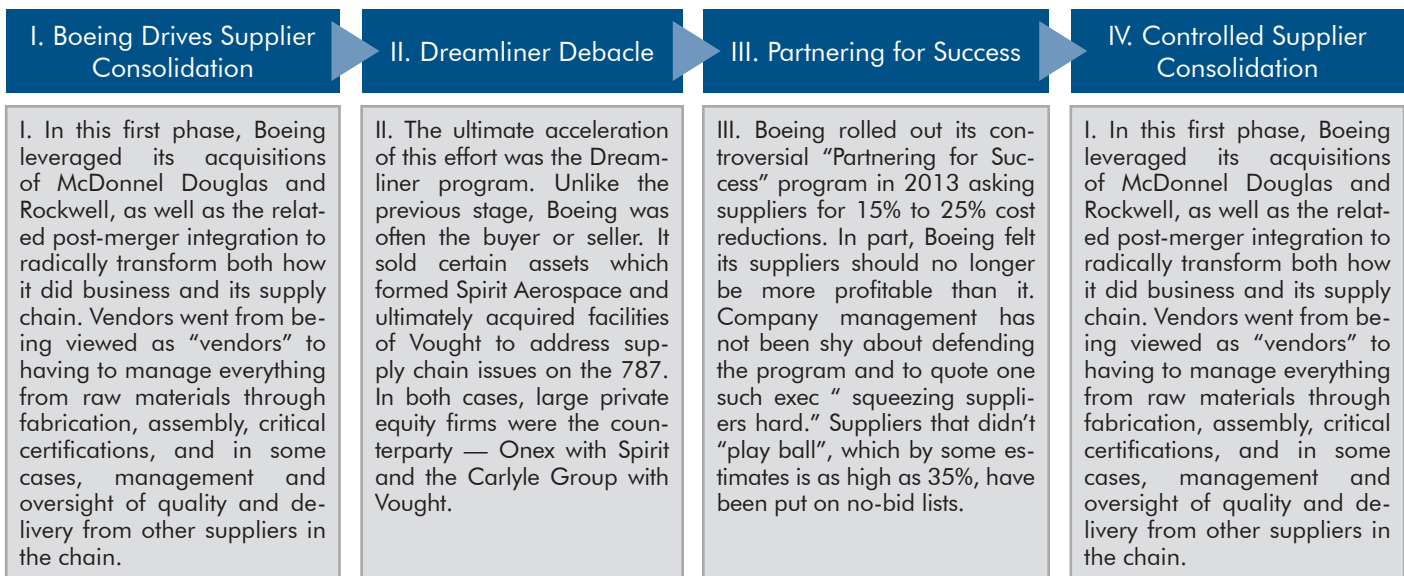 I. Boeing Drives Supplier
Consolidation
II. Dreamliner Debacle
III. Partnering for Success
IV. Controlled Supplier
Consolidation
I. In this first phase, Boeing
leveraged its acquisitions
of McDonnel Douglas and
Rockwell, as well as the relat-
ed post-merger integration to
radically transform both how
it did business and its supply
chain. Vendors went from be-
ing viewed as “vendors” to
having to manage everything
from raw materials through
fabrication, assembly, critical
certifications, and in some
cases, management and
oversight of quality and de-
livery from other suppliers in
the chain.
II. The ultimate acceleration
of this effort was the Dream-
liner program. Unlike the
previous stage, Boeing was
often the buyer or seller. It
sold certain assets which
formed Spirit Aerospace and
ultimately acquired facilities
of Vought to address sup-
ply chain issues on the 787.
In both cases, large private
equity firms were the coun-
terparty — Onex with Spirit
and the Carlyle Group with
Vought.
III. Boeing rolled out its con-
troversial “Partnering for Suc-
cess” program in 2013 asking
suppliers for 15% to 25% cost
reductions. In part, Boeing felt
its suppliers should no longer
be more profitable than it.
Company management has
not been shy about defending
the program and to quote one
such exec “ squeezing suppli-
ers hard.” Suppliers that didn’t
“play ball”, which by some es-
timates is as high as 35%, have
been put on no-bid lists.
I. In this first phase, Boeing
leveraged its acquisitions
of McDonnel Douglas and
Rockwell, as well as the relat-
ed post-merger integration to
radically transform both how
it did business and its supply
chain. Vendors went from be-
ing viewed as “vendors” to
having to manage everything
from raw materials through
fabrication, assembly, critical
certifications, and in some
cases, management and
oversight of quality and de-
livery from other suppliers in
the chain.